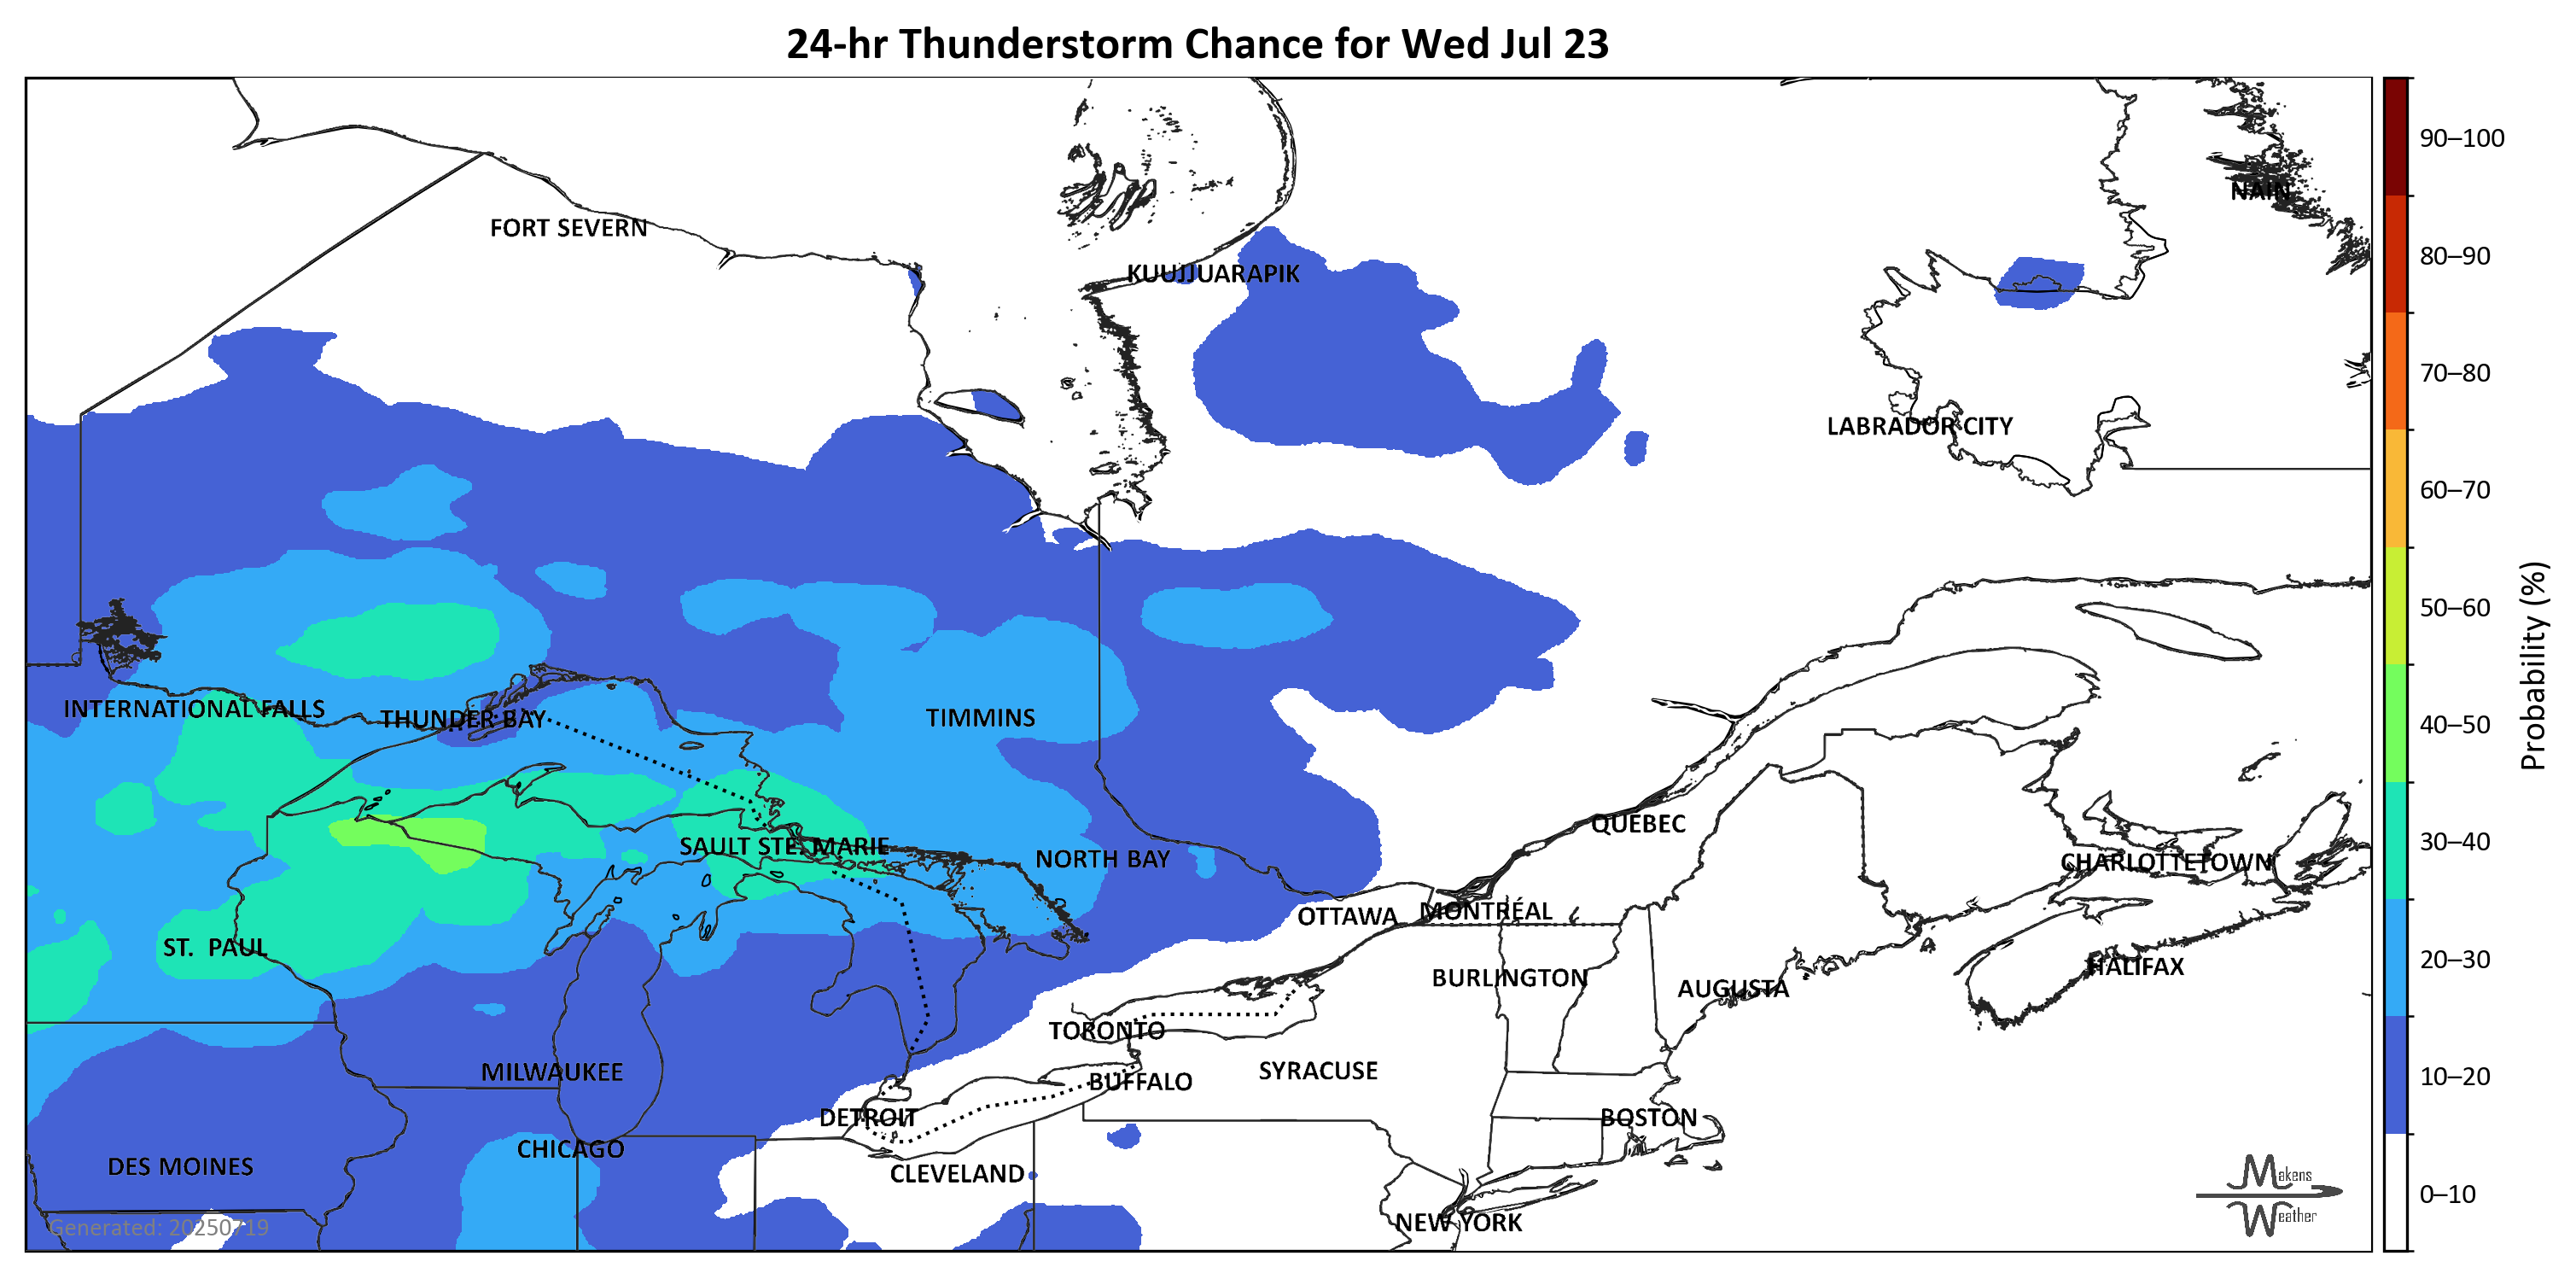 24-hr Thunderstorm Chance for Wed Jul 23
90–100
NAIN
FORT SEVERN
80–90
KUUJJUARAPIK
70–80
LABRADOR CITY
60–70
50–60
Probability (%)
INTERNATIONAL FALLS
THUNDER BAY
TIMMINS
40–50
QUÉBEC
SAULT STE. MARIE
30–40
NORTH BAY
CHARLOTTETOWN
OTTAWA
MONTRÉAL
ST. PAUL
20–30
HALIFAX
BURLINGTON
AUGUSTA
TORONTO
SYRACUSE
MILWAUKEE
10–20
BUFFALO
DETROIT
BOSTON
CHICAGO
DES MOINES
CLEVELAND
Makens
Weather
0–10
NEW YORK
Generated: 20250719